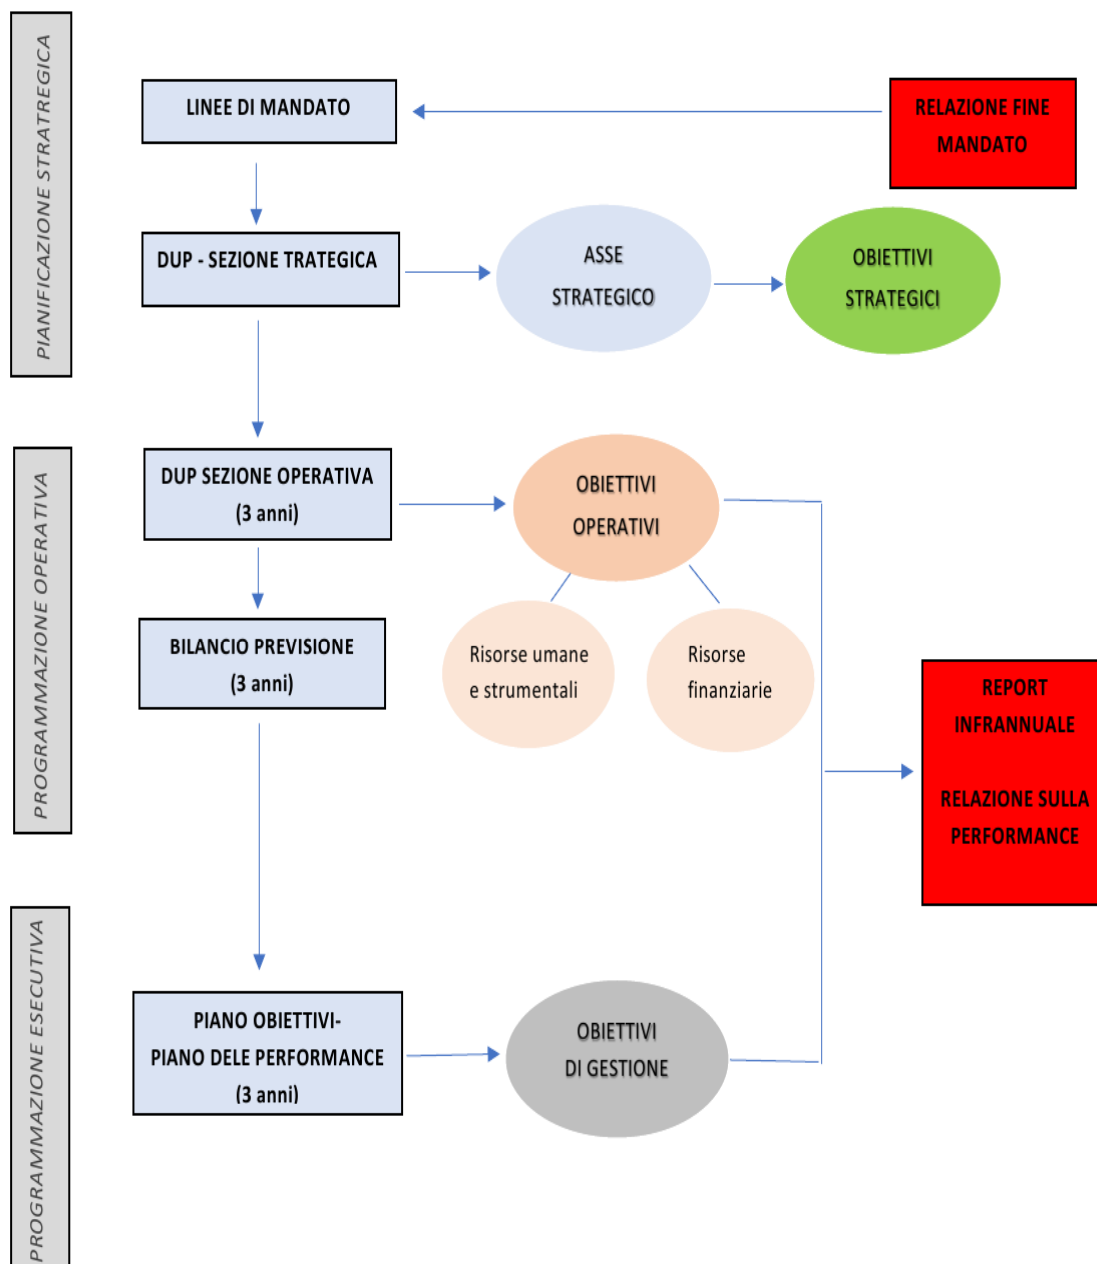 PIANIFICAZIONE STRATREGICA
LINEE DI MANDATO
RELAZIONE FINE
MANDATO
DUP - SEZIONE TRATEGICA
ASSE
STRATEGICO
OBIETTIVI
STRATEGICI
PROGRAMMAZIONE OPERATIVA
DUP SEZIONE OPERATIVA
(3 anni)
OBIETTIVI
OPERATIVI
BILANCIO PREVISIONE
(3 anni)
Risorse umane
e strumentali
Risorse
finanziarie
REPORT
INFRANNUALE
RELAZIONE SULLA
PERFORMANCE
PROGRAMMAZIONE ESECUTIVA
PIANO OBIETTIVI-
PIANO DELE PERFORMANCE
(3 anni)
OBIETTIVI
DI GESTIONE